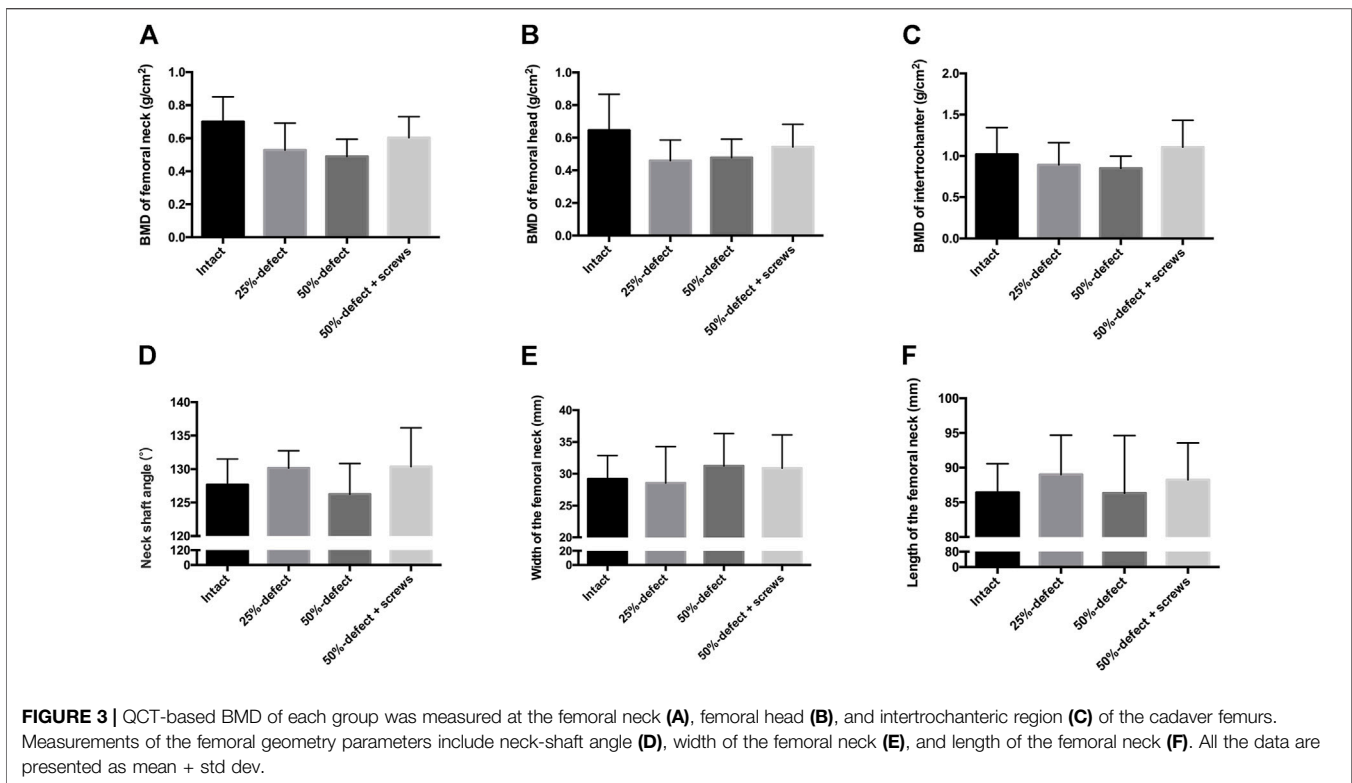 A
BMD of femoral neck (g/cm²)
1.0
0.8
0.6
0.4
0.2
0.0
Intact
25%-defect
50%-defect
50%-defect + screws
B
BMD of femoral head (g/cm²)
1.0
0.8
0.6
0.4
0.2
0.0
Intact
25%-defect
50%-defect
50%-defect + screws
C
BMD of intertrochanter (g/cm²)
2.0
1.5
1.0
0.5
0.0
Intact
25%-defect
50%-defect
50%-defect + screws
D
Neck shaft angle (°)
140
135
130
125
120
120
0
Intact
25%-defect
50%-defect
50%-defect + screws
E
Width of the femoral neck (mm)
40
35
30
25
20
20
0
Intact
25%-defect
50%-defect
50%-defect + screws
F
Length of the femoral neck (mm)
100
95
90
85
80
80
0
Intact
25%-defect
50%-defect
50%-defect + screws
FIGURE 3 | QCT-based BMD of each group was measured at the femoral neck (A), femoral head (B), and intertrochanteric region (C) of the cadaver femurs.
Measurements of the femoral geometry parameters include neck-shaft angle (D), width of the femoral neck (E), and length of the femoral neck (F). All the data are
presented as mean + std dev.